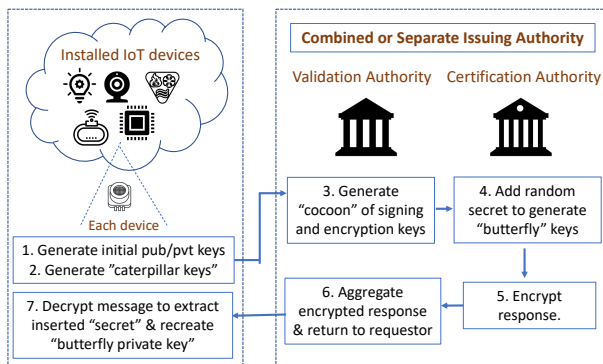 Installed IoT devices
Each device
1. Generate initial pub/pvt keys
2. Generate "caterpillar keys"
7. Decrypt message to extract
inserted "secret" & recreate
"butterfly private key"
Combined or Separate Issuing Authority
Validation Authority
Certification Authority
3. Generate
"cocoon" of signing
and encryption keys
4. Add random
secret to generate
"butterfly" keys
6. Aggregate
encrypted response
& return to requestor
5. Encrypt
response.